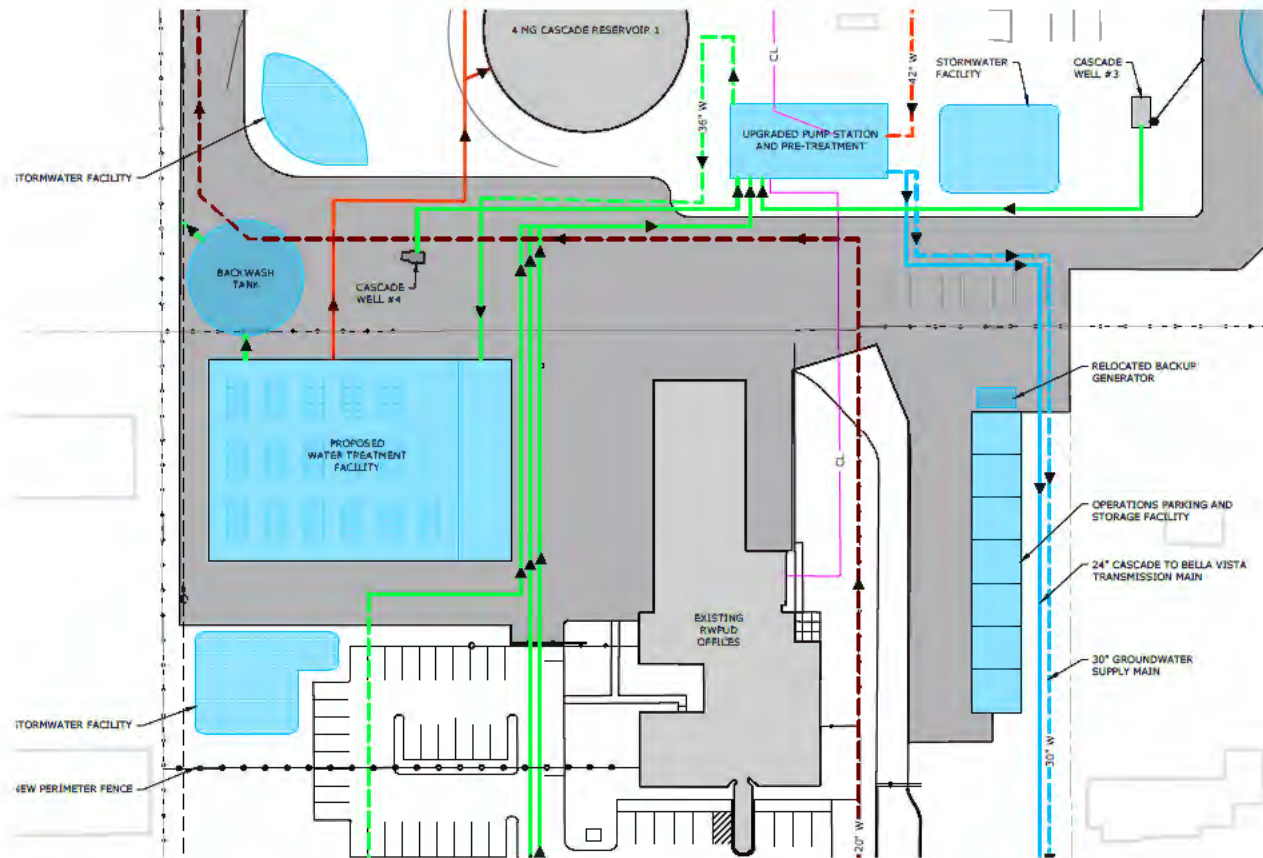 4 MG CASCADE RESERVOIR 1
CL
42" W
STORMWATER
FACILITY
CASCADE
WELL #3
36" W
UPGRADED PUMP STATION
AND PRE-TREATMENT
STORMWATER FACILITY
BACKWASH
TANK
CASCADE
WELL #4
RELOCATED BACKUP
GENERATOR
PROPOSED
WATER TREATMENT
FACILITY
CL
OPERATIONS PARKING AND
STORAGE FACILITY
24" CASCADE TO BELLA VISTA
TRANSMISSION MAIN
EXISTING
RWPUD
OFFICES
30" GROUNDWATER
SUPPLY MAIN
STORMWATER FACILITY
30" W
NEW PERIMETER FENCE
20" W